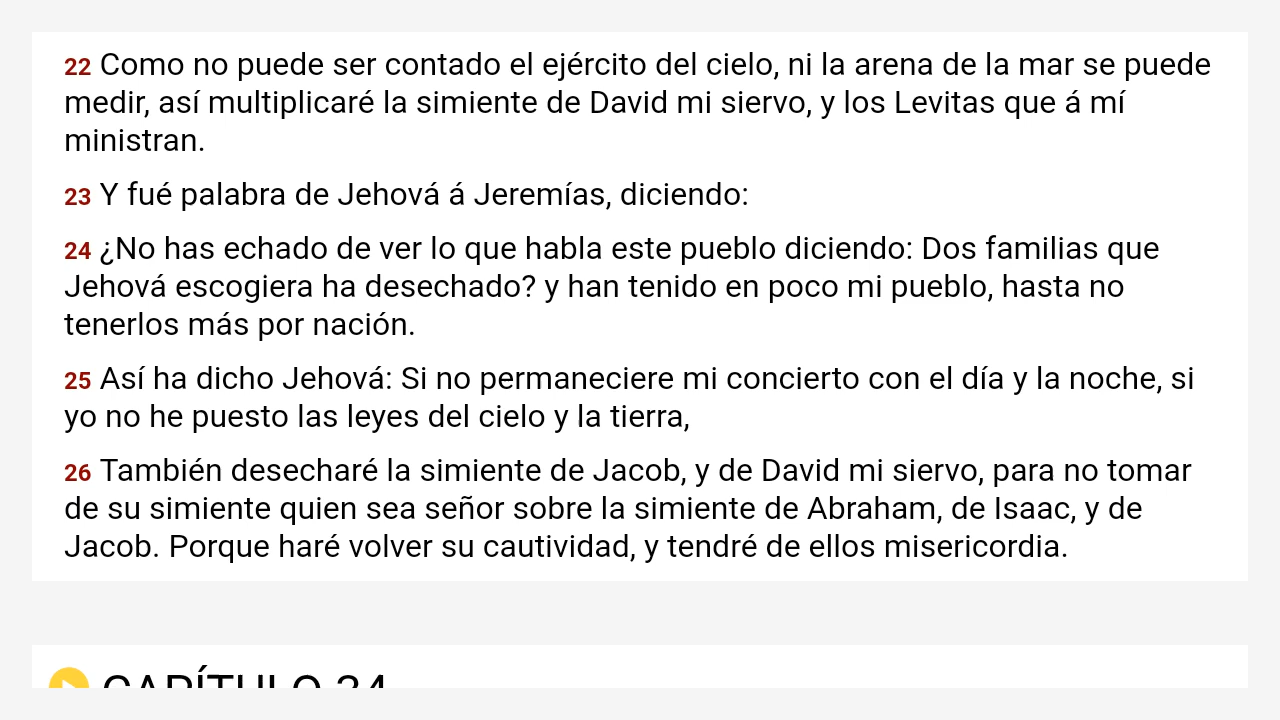 22 Como no puede ser contado el ejército del cielo, ni la arena de la mar se puede
medir, así multiplicaré la simiente de David mi siervo, y los Levitas que á mí
ministran.
23 Y fué palabra de Jehová á Jeremías, diciendo:
24 ¿No has echado de ver lo que habla este pueblo diciendo: Dos familias que
Jehová escogiera ha desechado? y han tenido en poco mi pueblo, hasta no
tenerlos más por nación.
25 Así ha dicho Jehová: Si no permaneciere mi concierto con el día y la noche, si
yo no he puesto las leyes del cielo y la tierra,
26 También desecharé la simiente de Jacob, y de David mi siervo, para no tomar
de su simiente quien sea señor sobre la simiente de Abraham, de Isaac, y de
Jacob. Porque haré volver su cautividad, y tendré de ellos misericordia.
CAPÍTULO 34